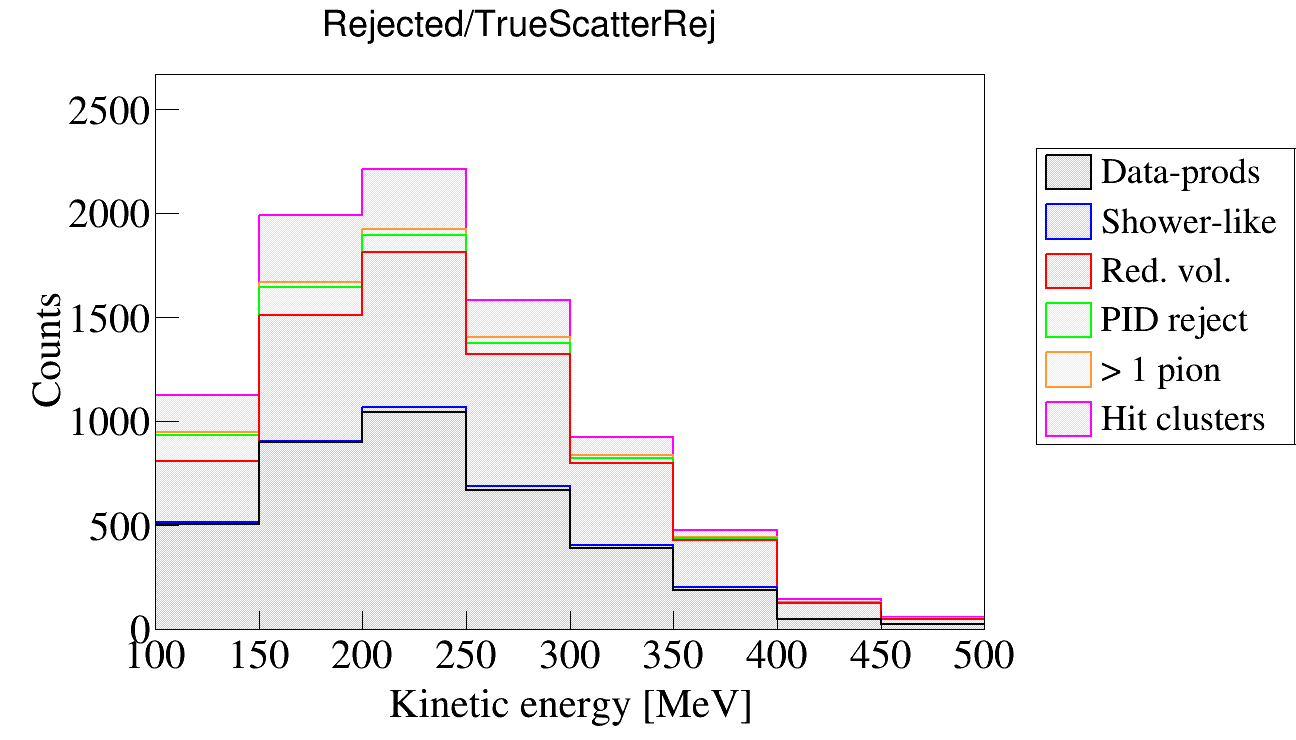 Rejected/TrueScatterRej
2500
2000
1500
1000
500
0
Counts
100 150 200 250 300 350 400 450 500
Kinetic energy [MeV]
Data-prods
Shower-like
Red. vol.
PID reject
> 1 pion
Hit clusters